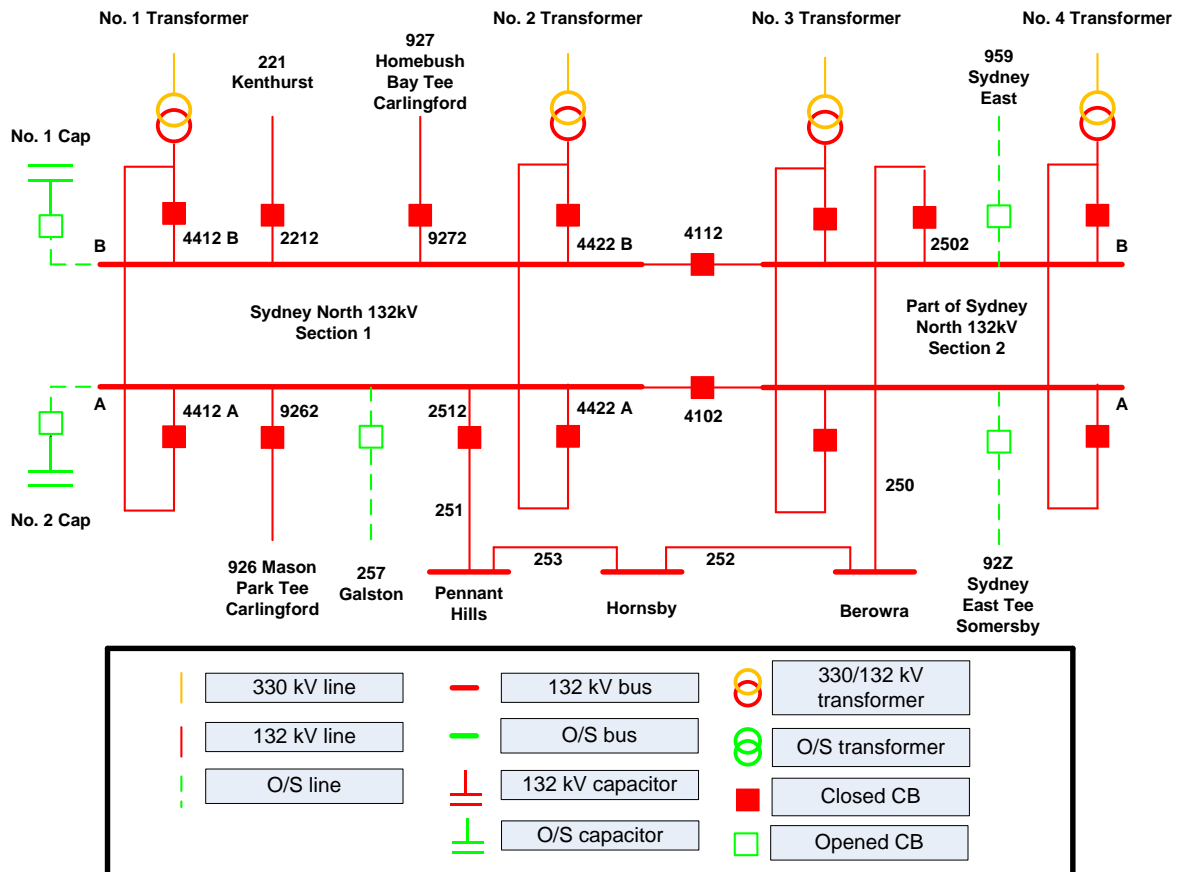 No. 1 Transformer
No. 2 Transformer
No. 3 Transformer
No. 4 Transformer
221
Kenthurst
927
Homebush
Bay Tee
Carlingford
959
Sydney
East
No. 1 Cap
4412 B
2212
9272
4422 B
4112
2502
B
B
Sydney North 132kV
Section 1
Part of Sydney
North 132kV
Section 2
A
4412 A
9262
2512
4422 A
4102
A
No. 2 Cap
251
250
253
252
926 Mason
Park Tee
Carlingford
257
Galston
Pennant
Hills
Hornsby
Berowra
92Z
Sydney
East Tee
Somersby
330 kV line
132 kV bus
330/132 kV
transformer
132 kV line
O/S bus
O/S transformer
O/S line
132 kV capacitor
Closed CB
O/S capacitor
Opened CB